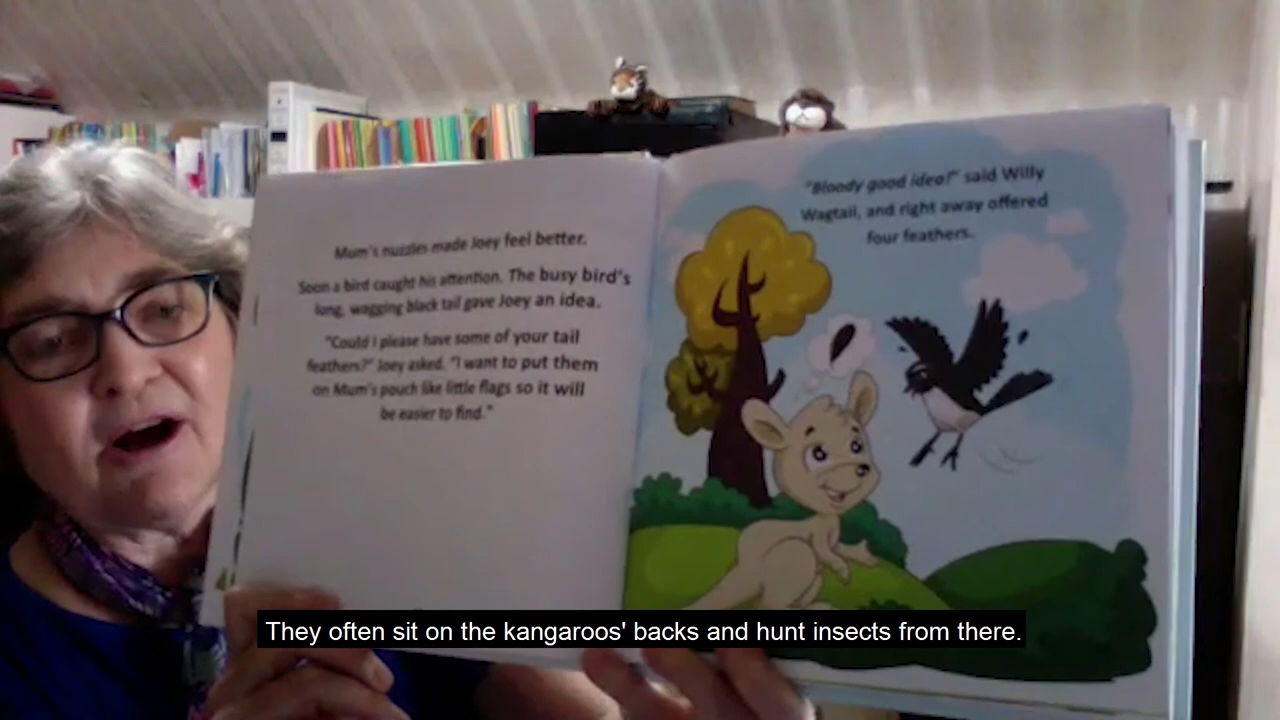 Mum's nuzzles made Joey feel better.
Soon a bird caught his attention. The busy bird's
long, wagging black tail gave Joey an idea.
"Could I please have some of your tail
feathers?" Joey asked. "I want to put them
on Mum's pouch like little flags so it will
be easier to find."
"Bloody good idea!" said Willy
Wagtail, and right away offered
four feathers.
They often sit on the kangaroos' backs and hunt insects from there.